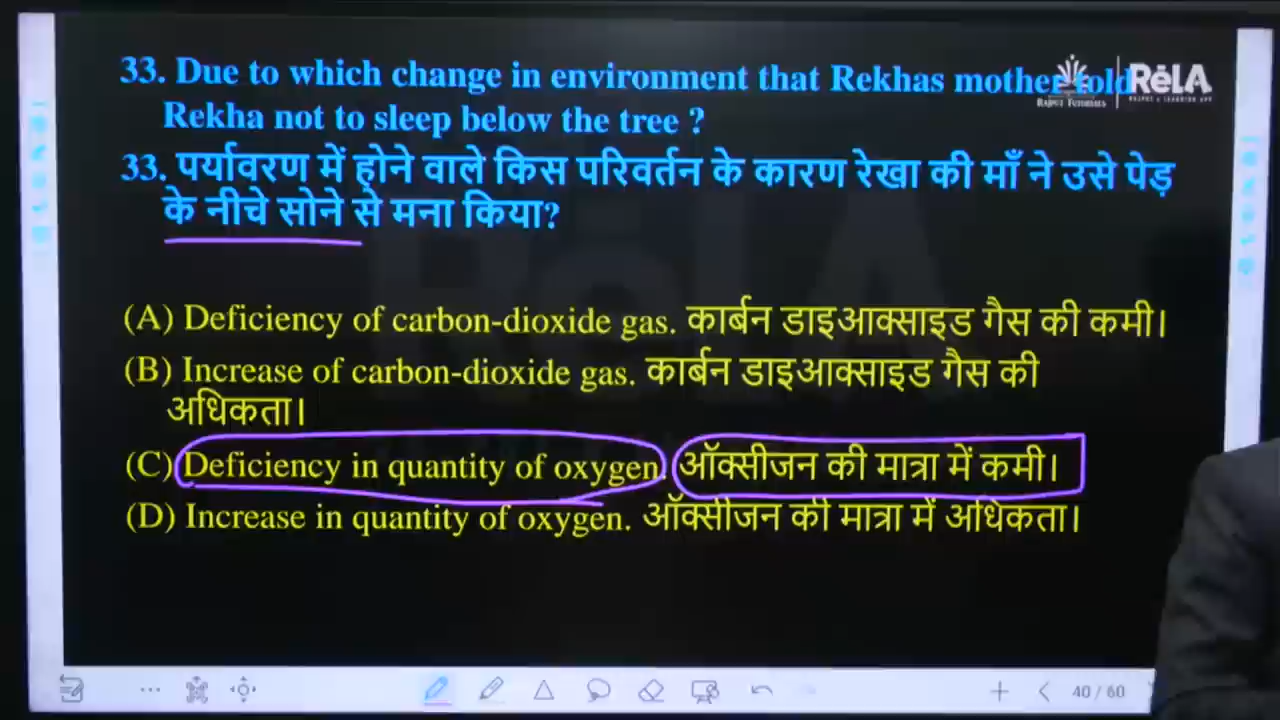 33. Due to which change in environment that Rekhas mother told
Rekha not to sleep below the tree ?
33. पर्यावरण में होने वाले किस परिवर्तन के कारण रेखा की माँ ने उसे पेड़
के नीचे सोने से मना किया?
(A) Deficiency of carbon-dioxide gas. कार्बन डाइआक्साइड गैस की कमी।
(B) Increase of carbon-dioxide gas. कार्बन डाइआक्साइड गैस की
अधिकता।
(C) Deficiency in quantity of oxygen. ऑक्सीजन की मात्रा में कमी।
(D) Increase in quantity of oxygen. ऑक्सीजन की मात्रा में अधिकता।
RAJPUT TUTORIALS
RėLA
40 / 60